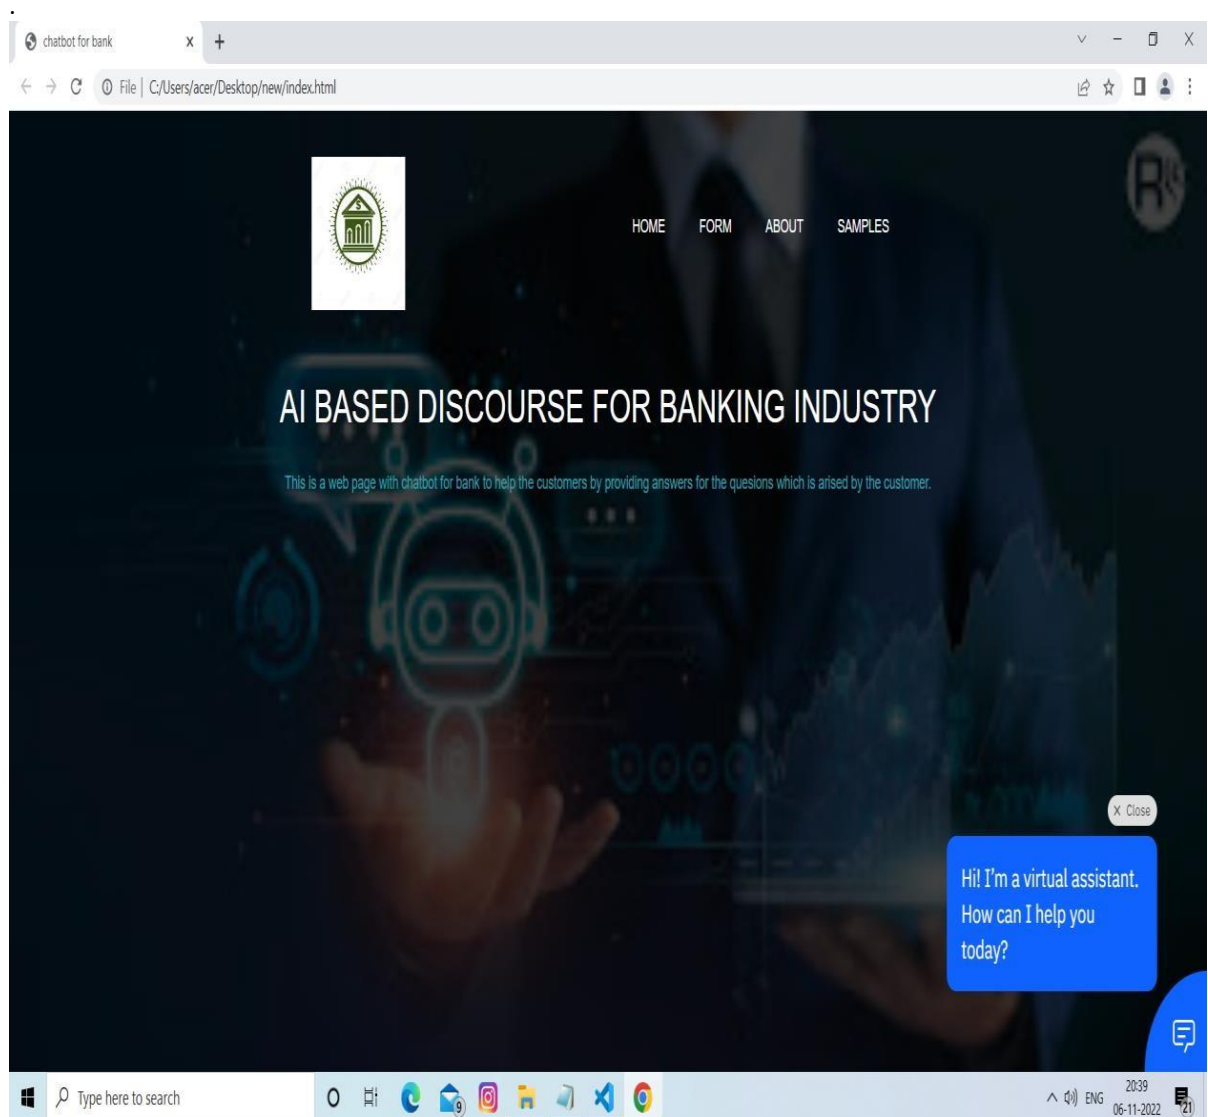 .
chatbot for bank
File | C:/Users/acer/Desktop/new/index.html
HOME FORM ABOUT SAMPLES
AI BASED DISCOURSE FOR BANKING INDUSTRY
This is a web page with chatbot for bank to help the customers by providing answers for the quesions which is arised by the customer.
X Close
Hi! I'm a virtual assistant.
How can I help you
today?
Type here to search
9
ENG
20:39
06-11-2022
21